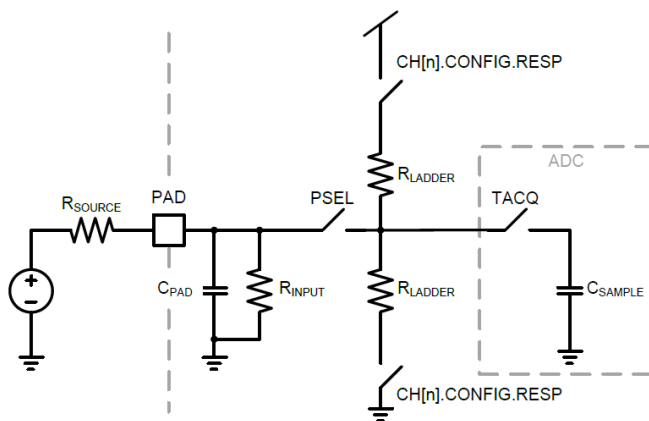 CH[n].CONFIG.RESP
ADC
RLADDER
RSOURCE
PAD
PSEL
TACQ
+
−
CPAD
RINPUT
RLADDER
CSAMPLE
CH[n].CONFIG.RESP